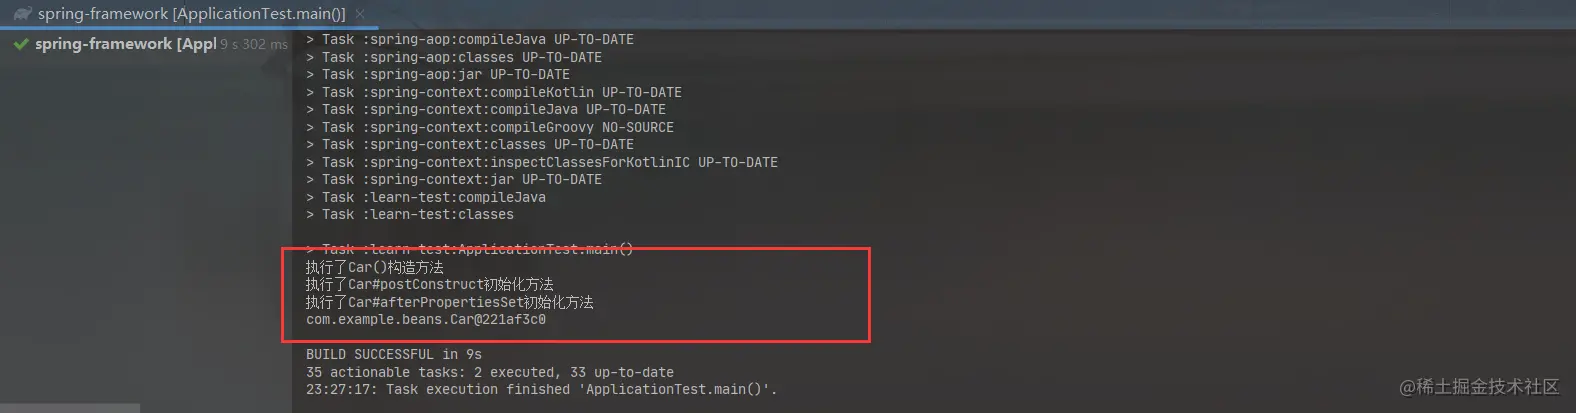 spring-framework [ApplicationTest.main()] ×
spring-framework [Appl 9 s 302 ms
> Task :spring-aop:compileJava UP-TO-DATE
> Task :spring-aop:classes UP-TO-DATE
> Task :spring-aop:jar UP-TO-DATE
> Task :spring-context:compileKotlin UP-TO-DATE
> Task :spring-context:compileJava UP-TO-DATE
> Task :spring-context:compileGroovy NO-SOURCE
> Task :spring-context:classes UP-TO-DATE
> Task :spring-context:inspectClassesForKotlinIC UP-TO-DATE
> Task :spring-context:jar UP-TO-DATE
> Task :learn-test:compileJava
> Task :learn-test:classes
> Task :learn-test:ApplicationTest.main()
执行了Car()构造方法
执行了Car#postConstruct初始化方法
执行了Car#afterPropertiesSet初始化方法
com.example.beans.Car@221af3c0
BUILD SUCCESSFUL in 9s
35 actionable tasks: 2 executed, 33 up-to-date
23:27:17: Task execution finished 'ApplicationTest.main()'.
@稀土掘金技术社区